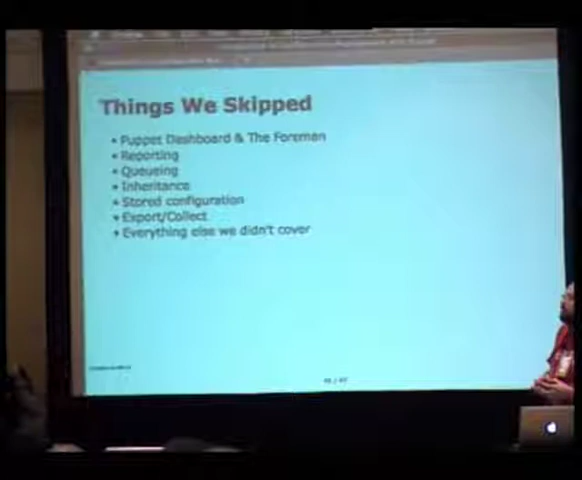 Things We Skipped
• Puppet Dashboard & The Foreman
• Reporting
• Queueing
• Inheritance
• Stored configuration
• Export/Collect
• Everything else we didn't cover